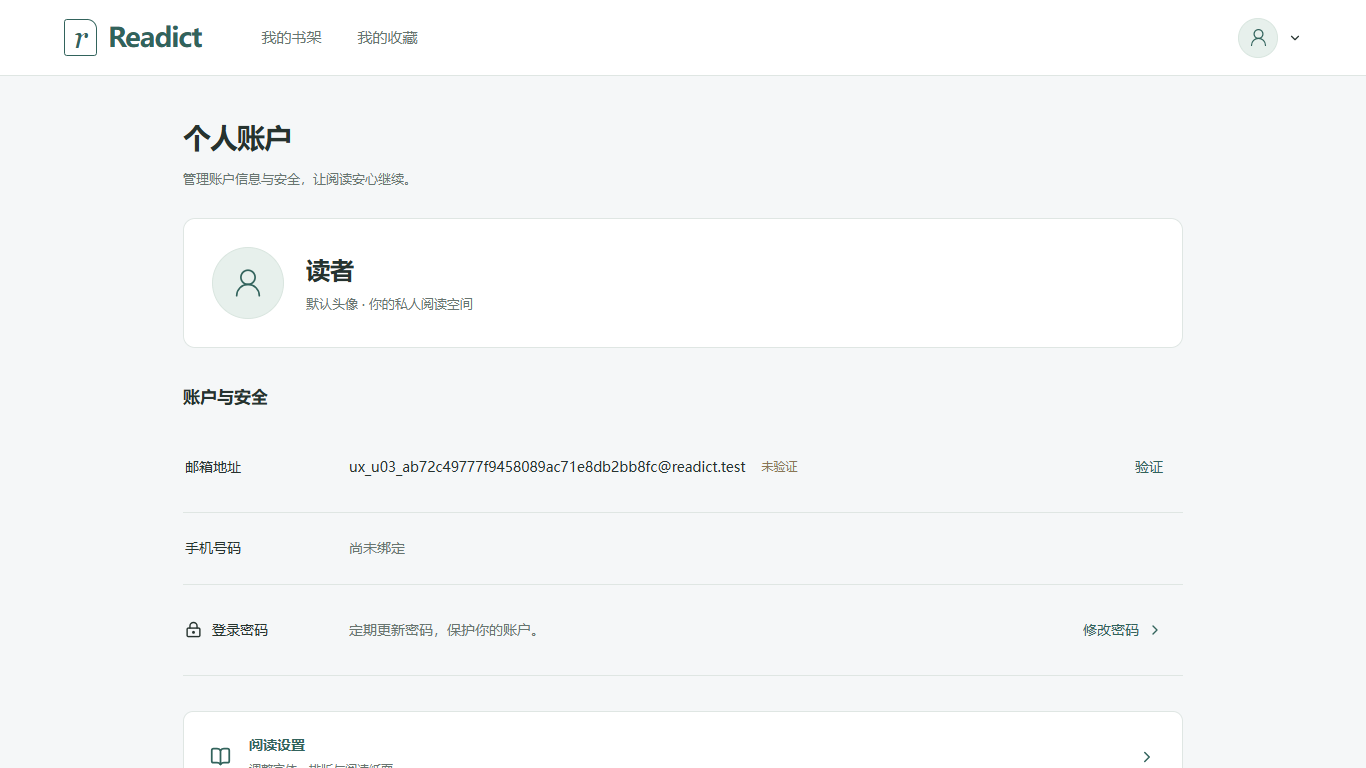 r Readict 我的书架 我的收藏
个人账户
管理账户信息与安全，让阅读安心继续。
读者
默认头像 · 你的私人阅读空间
账户与安全
邮箱地址 ux_u03_ab72c49777f9458089ac71e8db2bb8fc@readict.test 未验证 验证
手机号码 尚未绑定
登录密码 定期更新密码，保护你的账户。 修改密码
阅读设置